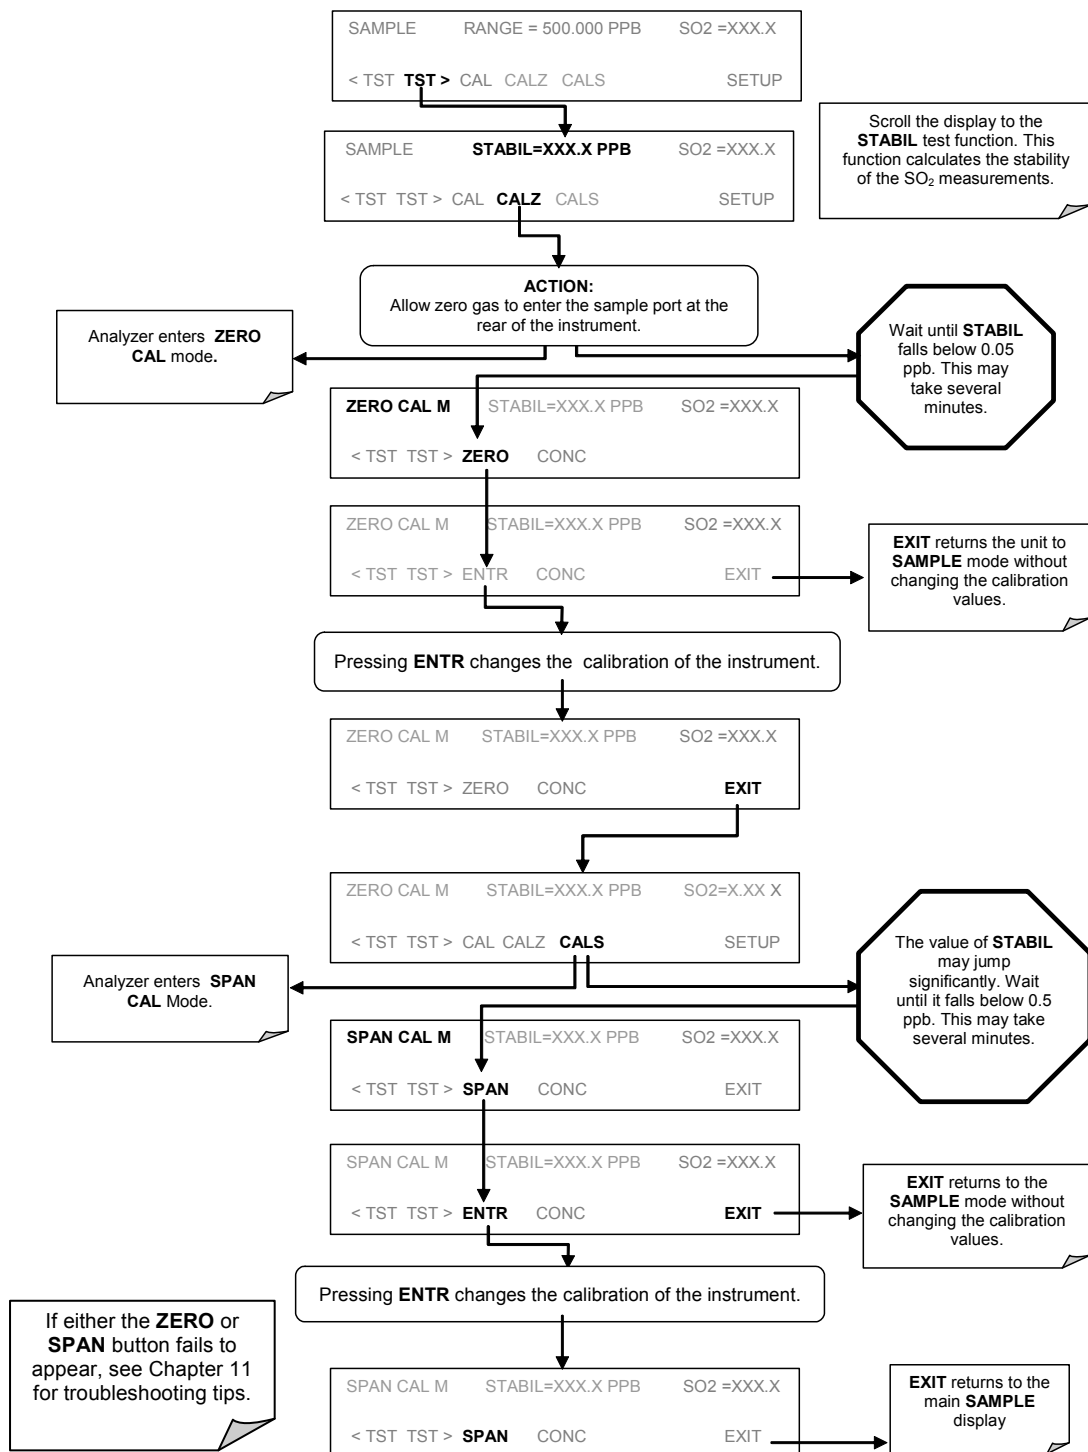 SAMPLE RANGE = 500.000 PPB SO2 =XXX.X
< TST TST > CAL CALZ CALS SETUP
Scroll the display to the
STABIL test function. This
function calculates the stability
of the SO₂ measurements.
SAMPLE STABIL=XXX.X PPB SO2 =XXX.X
< TST TST > CAL CALZ CALS SETUP
ACTION:
Allow zero gas to enter the sample port at the
rear of the instrument.
Analyzer enters ZERO
CAL mode.
Wait until STABIL
falls below 0.05
ppb. This may
take several
minutes.
ZERO CAL M STABIL=XXX.X PPB SO2 =XXX.X
< TST TST > ZERO CONC
ZERO CAL M STABIL=XXX.X PPB SO2 =XXX.X
< TST TST > ENTR CONC EXIT
EXIT returns the unit to
SAMPLE mode without
changing the calibration
values.
Pressing ENTR changes the calibration of the instrument.
ZERO CAL M STABIL=XXX.X PPB SO2 =XXX.X
< TST TST > ZERO CONC EXIT
ZERO CAL M STABIL=XXX.X PPB SO2=X.XX X
< TST TST > CAL CALZ CALS SETUP
Analyzer enters SPAN
CAL Mode.
The value of STABIL
may jump
significantly. Wait
until it falls below 0.5
ppb. This may take
several minutes.
SPAN CAL M STABIL=XXX.X PPB SO2 =XXX.X
< TST TST > SPAN CONC EXIT
SPAN CAL M STABIL=XXX.X PPB SO2 =XXX.X
< TST TST > ENTR CONC EXIT
EXIT returns to the
SAMPLE mode without
changing the calibration
values.
Pressing ENTR changes the calibration of the instrument.
If either the ZERO or
SPAN button fails to
appear, see Chapter 11
for troubleshooting tips.
SPAN CAL M STABIL=XXX.X PPB SO2 =XXX.X
< TST TST > SPAN CONC EXIT
EXIT returns to the
main SAMPLE
display